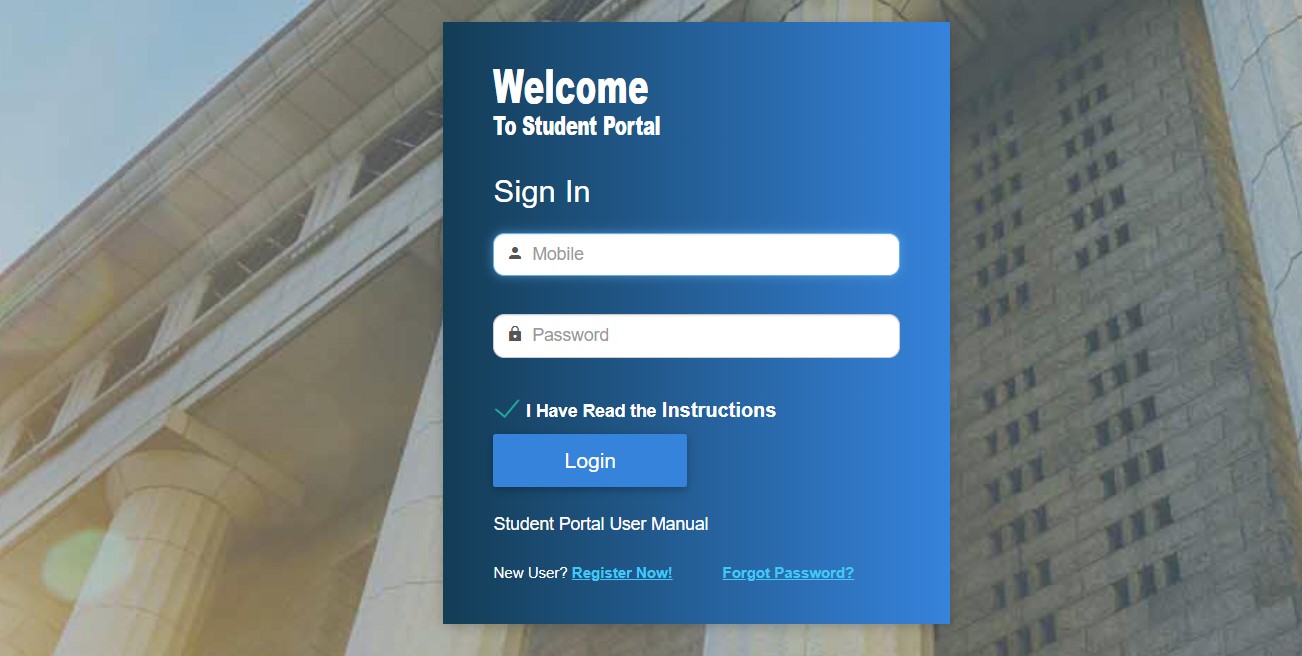 Welcome
To Student Portal
Sign In
Mobile
Password
I Have Read the Instructions
Login
Student Portal User Manual
New User? Register Now! Forgot Password?